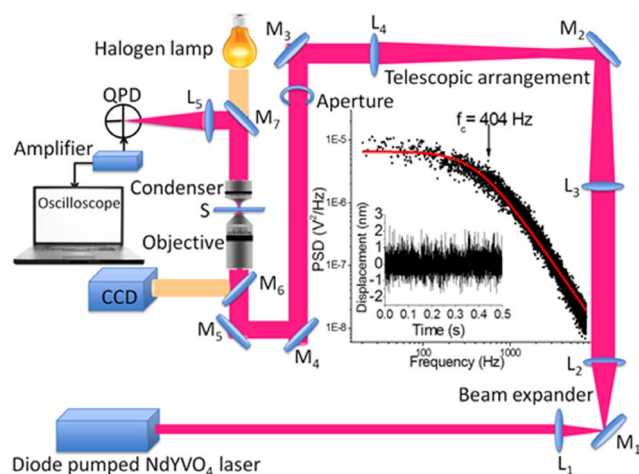 Halogen lamp
M3
L4
M2
Telescopic arrangement
QPD
L5
M7
Aperture
fc = 404 Hz
Amplifier
Oscilloscope
Condenser
S
Objective
L3
1E-5
1E-6
1E-7
1E-8
PSD (V²/Hz)
Displacement (nm)
3
2
1
0
-1
-2
0.0 0.1 0.2 0.3 0.4 0.5
Time (s)
100 1000
Frequency (Hz)
CCD
M6
M5
M4
L2
Beam expander
M1
L1
Diode pumped NdYVO4 laser